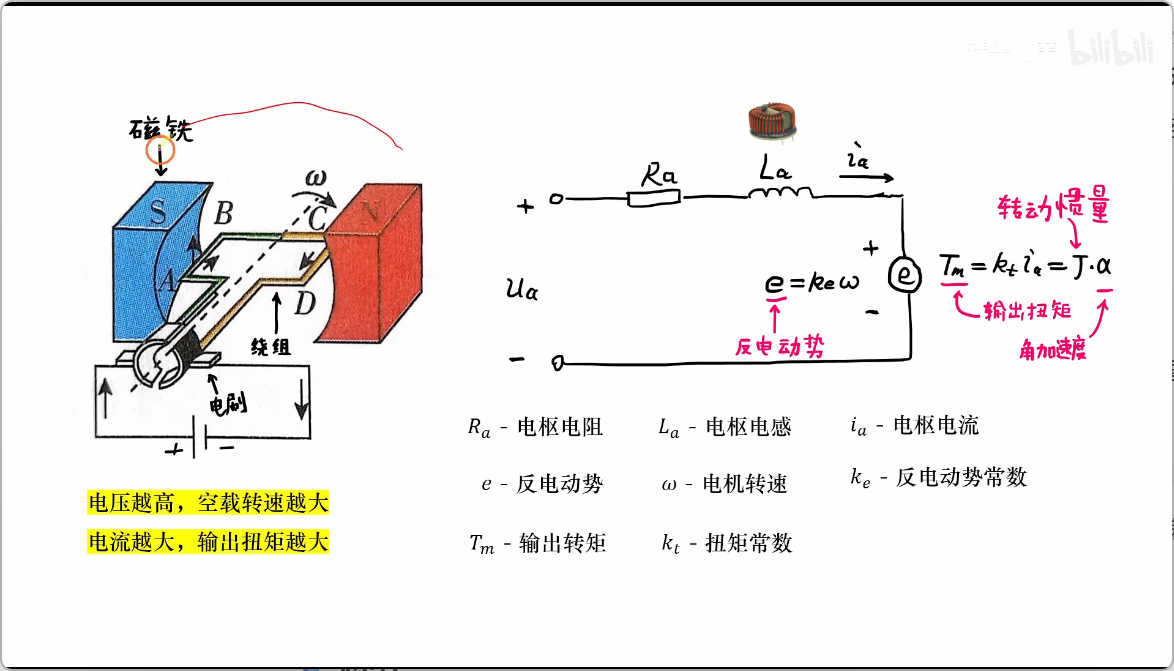 bilibili
磁铁
S
B
ω
C
N
A
D
绕组
电刷
+ -
电压越高，空载转速越大
电流越大，输出扭矩越大
Ra
La
ia
+
ua
-
e = keω
反电动势
+
e
-
转动惯量
Tm = kt ia = J·α
输出扭矩
角加速度
Ra - 电枢电阻
La - 电枢电感
ia - 电枢电流
e - 反电动势
ω - 电机转速
ke - 反电动势常数
Tm - 输出转矩
kt - 扭矩常数